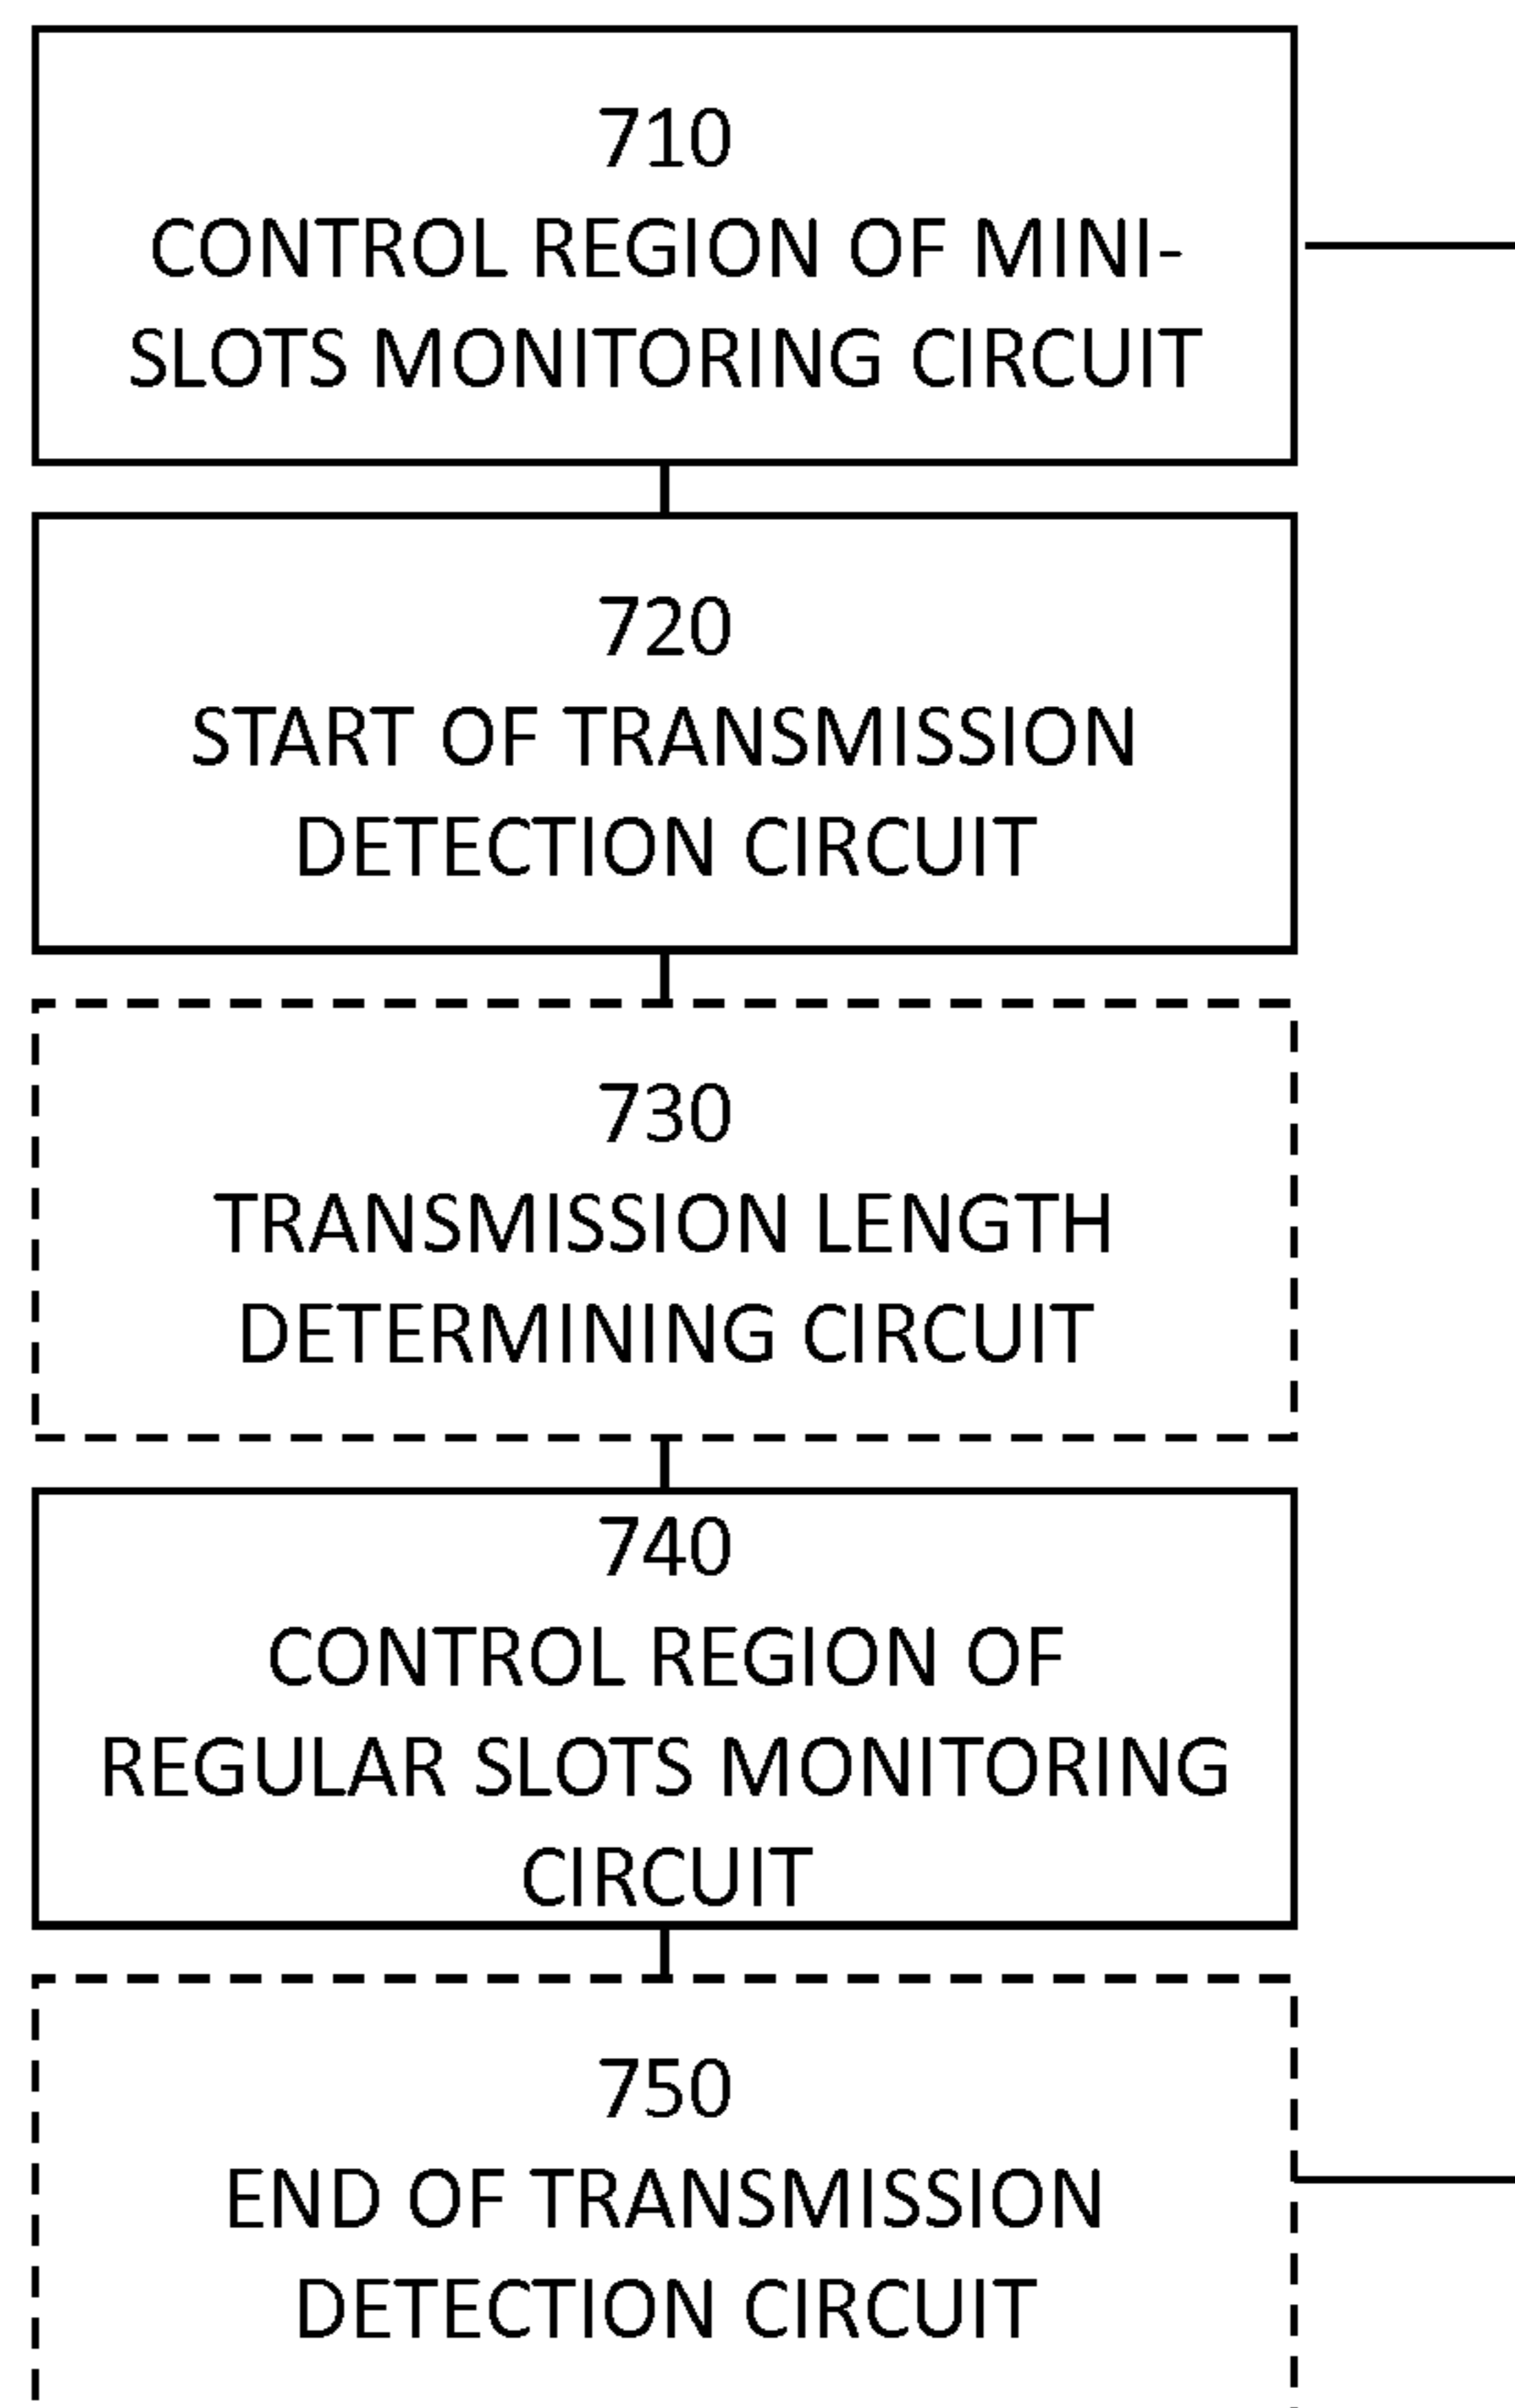 710
CONTROL REGION OF MINI-
SLOTS MONITORING CIRCUIT
720
START OF TRANSMISSION
DETECTION CIRCUIT
730
TRANSMISSION LENGTH
DETERMINING CIRCUIT
740
CONTROL REGION OF
REGULAR SLOTS MONITORING
CIRCUIT
750
END OF TRANSMISSION
DETECTION CIRCUIT